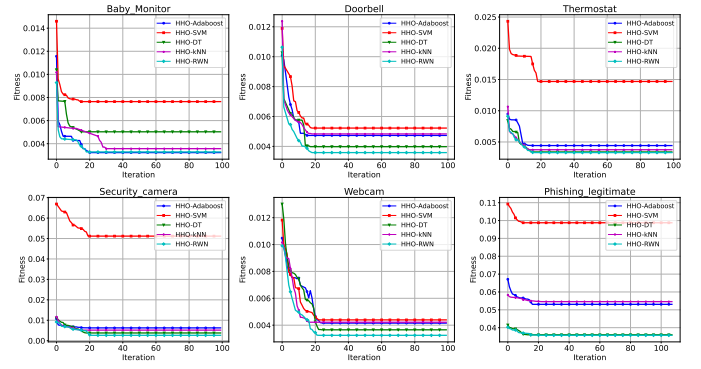 Baby_Monitor
Fitness
0.014
0.012
0.010
0.008
0.006
0.004
HHO-Adaboost
HHO-SVM
HHO-DT
HHO-kNN
HHO-RWN
0 20 40 60 80 100
Iteration
Doorbell
Fitness
0.012
0.010
0.008
0.006
0.004
HHO-Adaboost
HHO-SVM
HHO-DT
HHO-kNN
HHO-RWN
0 20 40 60 80 100
Iteration
Thermostat
Fitness
0.025
0.020
0.015
0.010
0.005
HHO-Adaboost
HHO-SVM
HHO-DT
HHO-kNN
HHO-RWN
0 20 40 60 80 100
Iteration
Security_camera
Fitness
0.07
0.06
0.05
0.04
0.03
0.02
0.01
0.00
HHO-Adaboost
HHO-SVM
HHO-DT
HHO-kNN
HHO-RWN
0 20 40 60 80 100
Iteration
Webcam
Fitness
0.012
0.010
0.008
0.006
0.004
HHO-Adaboost
HHO-SVM
HHO-DT
HHO-kNN
HHO-RWN
0 20 40 60 80 100
Iteration
Phishing_legitimate
Fitness
0.11
0.10
0.09
0.08
0.07
0.06
0.05
0.04
HHO-Adaboost
HHO-SVM
HHO-DT
HHO-kNN
HHO-RWN
0 20 40 60 80 100
Iteration